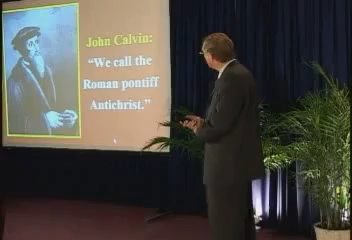 John Calvin:
“We call the
Roman pontiff
Antichrist.”